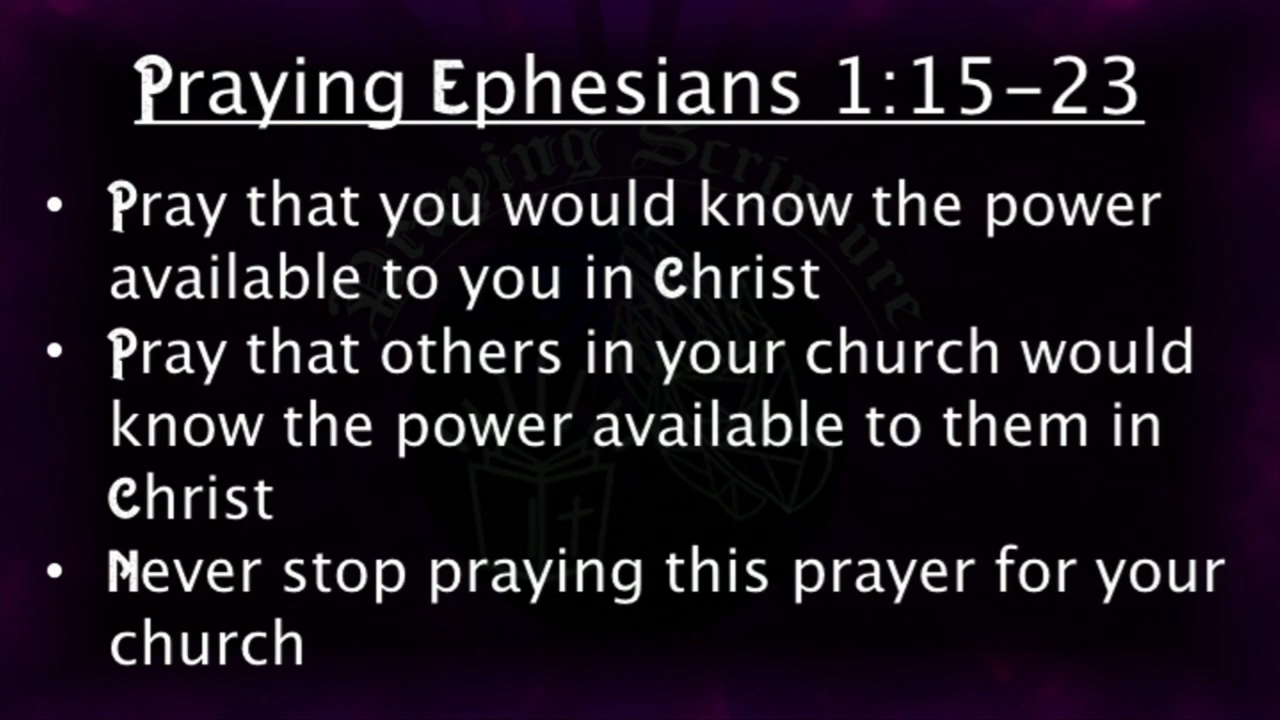 Praying Ephesians 1:15-23
Praying Scripture
• Pray that you would know the power
available to you in Christ
• Pray that others in your church would
know the power available to them in
Christ
• Never stop praying this prayer for your
church